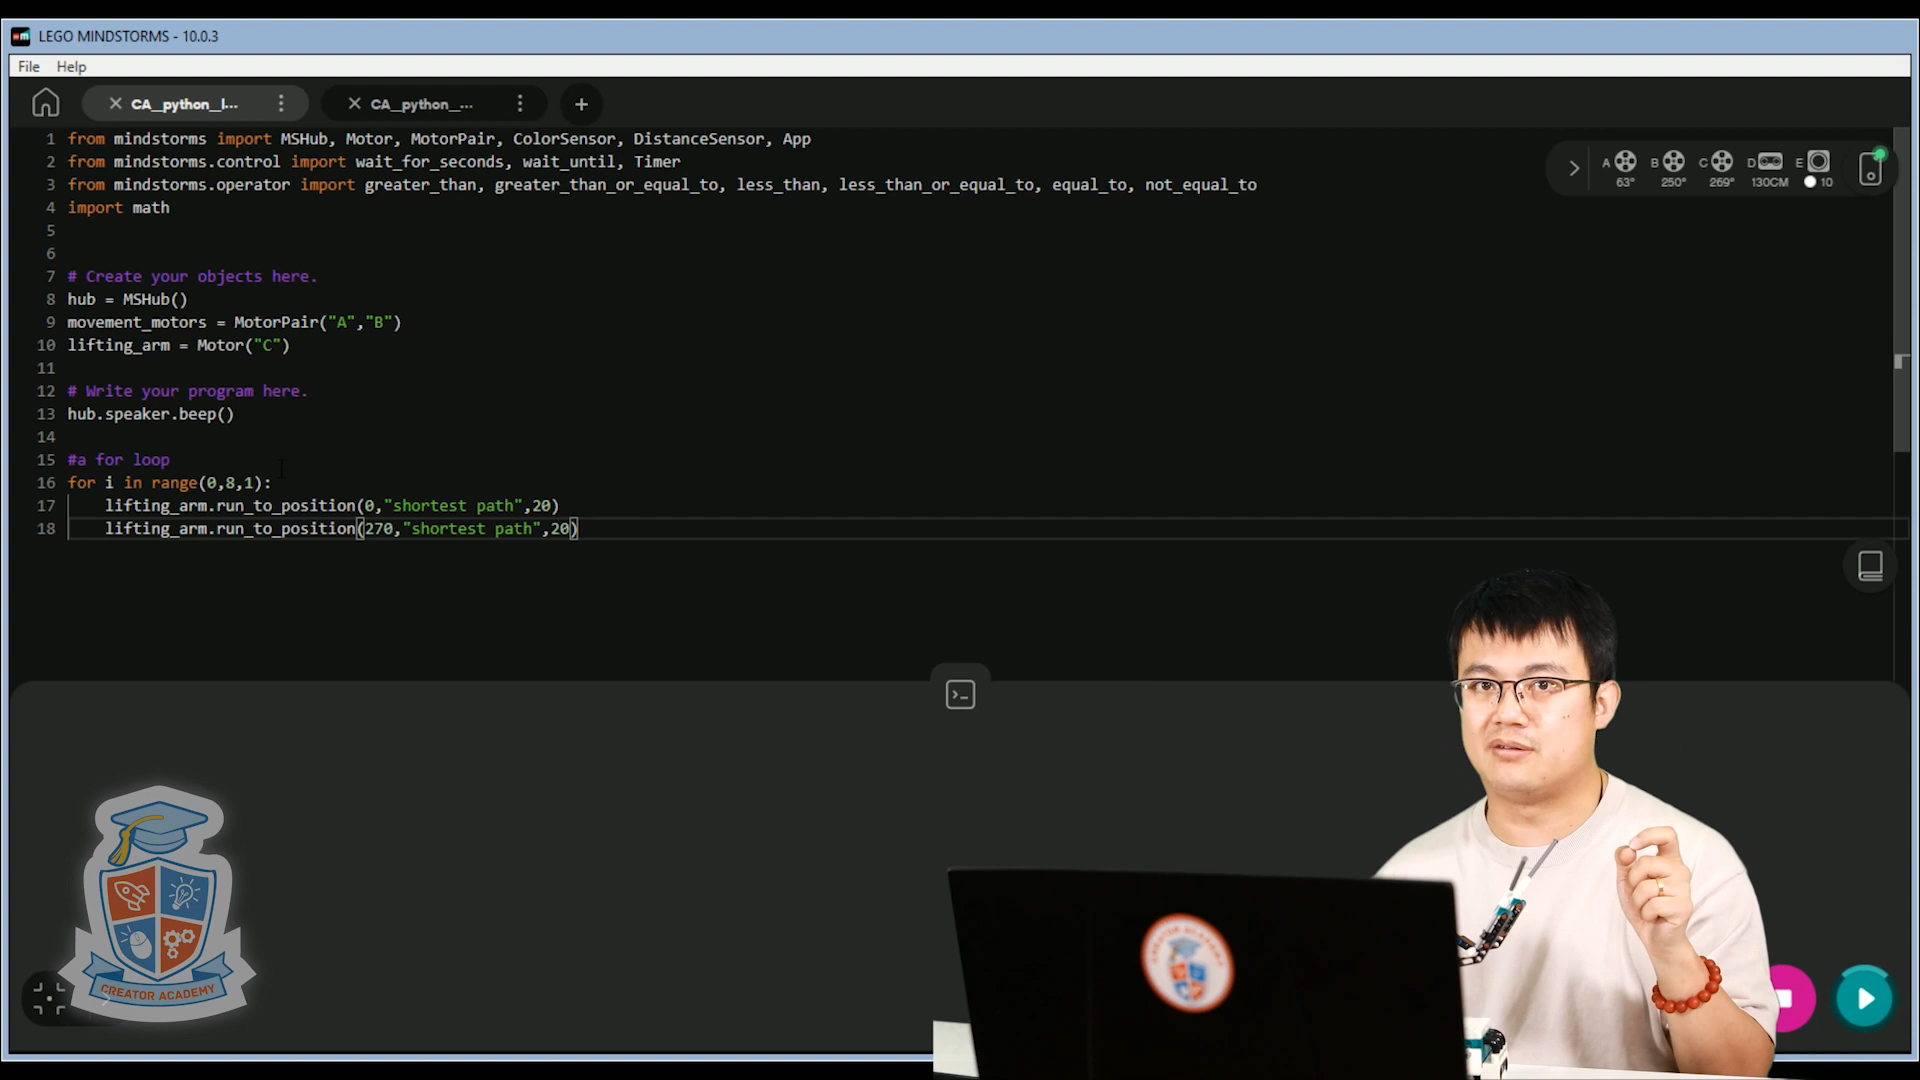 LEGO MINDSTORMS - 10.0.3
File Help
CA_python_l... CA_python_...
1 from mindstorms import MSHub, Motor, MotorPair, ColorSensor, DistanceSensor, App
2 from mindstorms.control import wait_for_seconds, wait_until, Timer
3 from mindstorms.operator import greater_than, greater_than_or_equal_to, less_than, less_than_or_equal_to, equal_to, not_equal_to
4 import math
5
6
7 # Create your objects here.
8 hub = MSHub()
9 movement_motors = MotorPair("A","B")
10 lifting_arm = Motor("C")
11
12 # Write your program here.
13 hub.speaker.beep()
14
15 #a for loop
16 for i in range(0,8,1):
17 lifting_arm.run_to_position(0,"shortest path",20)
18 lifting_arm.run_to_position(270,"shortest path",20)
A B C D E
63° 250° 269° 130CM 10
CREATOR ACADEMY
CREATOR ACADEMY